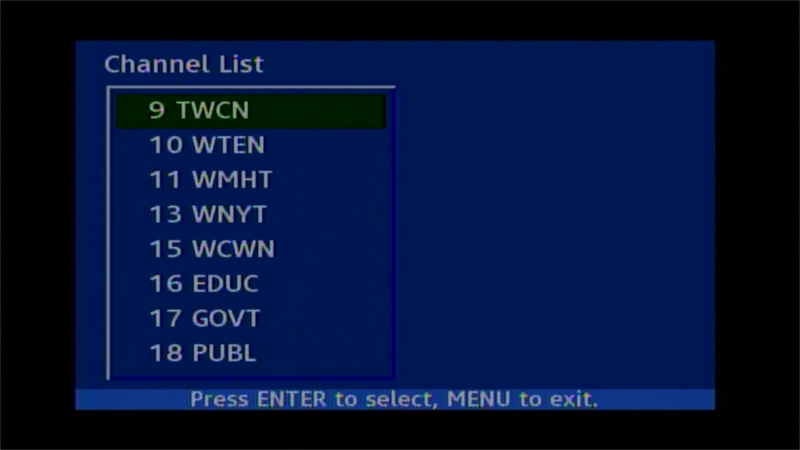 Channel List
9 TWCN
10 WTEN
11 WMHT
13 WNYT
15 WCWN
16 EDUC
17 GOVT
18 PUBL
Press ENTER to select, MENU to exit.